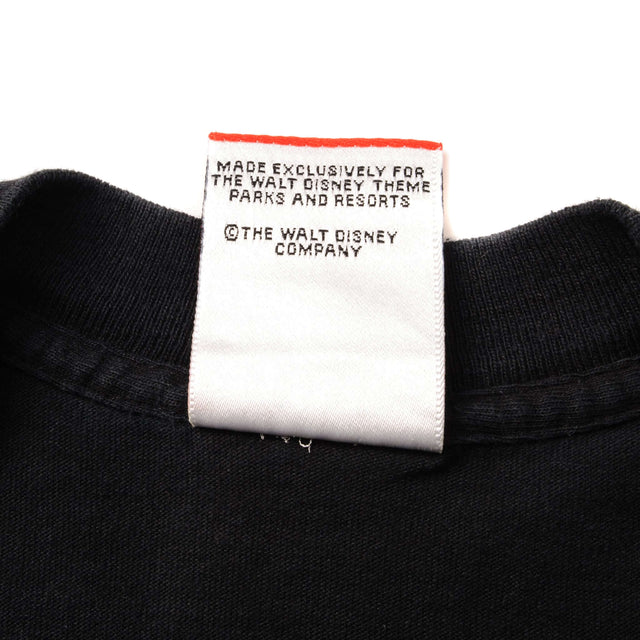 MADE EXCLUSIVELY FOR
THE WALT DISNEY THEME
PARKS AND RESORTS
©THE WALT DISNEY
COMPANY